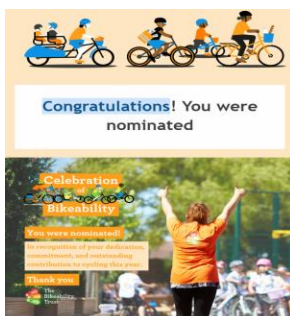 Congratulations! You were
nominated
Celebration
of
Bikeability
You were nominated!
In recognition of your dedication,
commitment, and outstanding
contribution to cycling this year.
Thank you
The
Bikeability
Trust